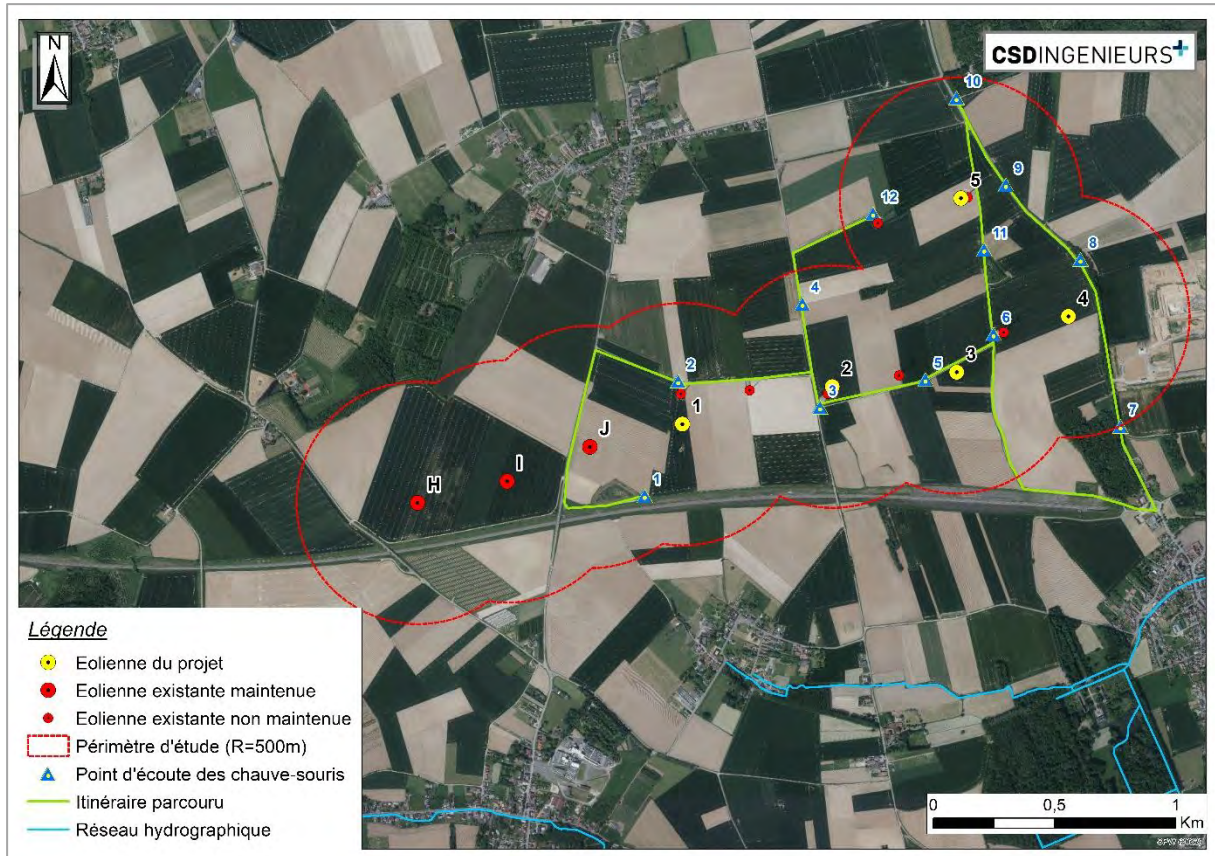 N
CSDINGENIEURS+
10
9
5
12
11
8
4
4
6
2
2
5
3
3
1
7
J
I
H
1
Légende
Eolienne du projet
Eolienne existante maintenue
Eolienne existante non maintenue
Périmètre d'étude (R=500m)
Point d'écoute des chauve-souris
Itinéraire parcouru
Réseau hydrographique
0
0,5
1
Km